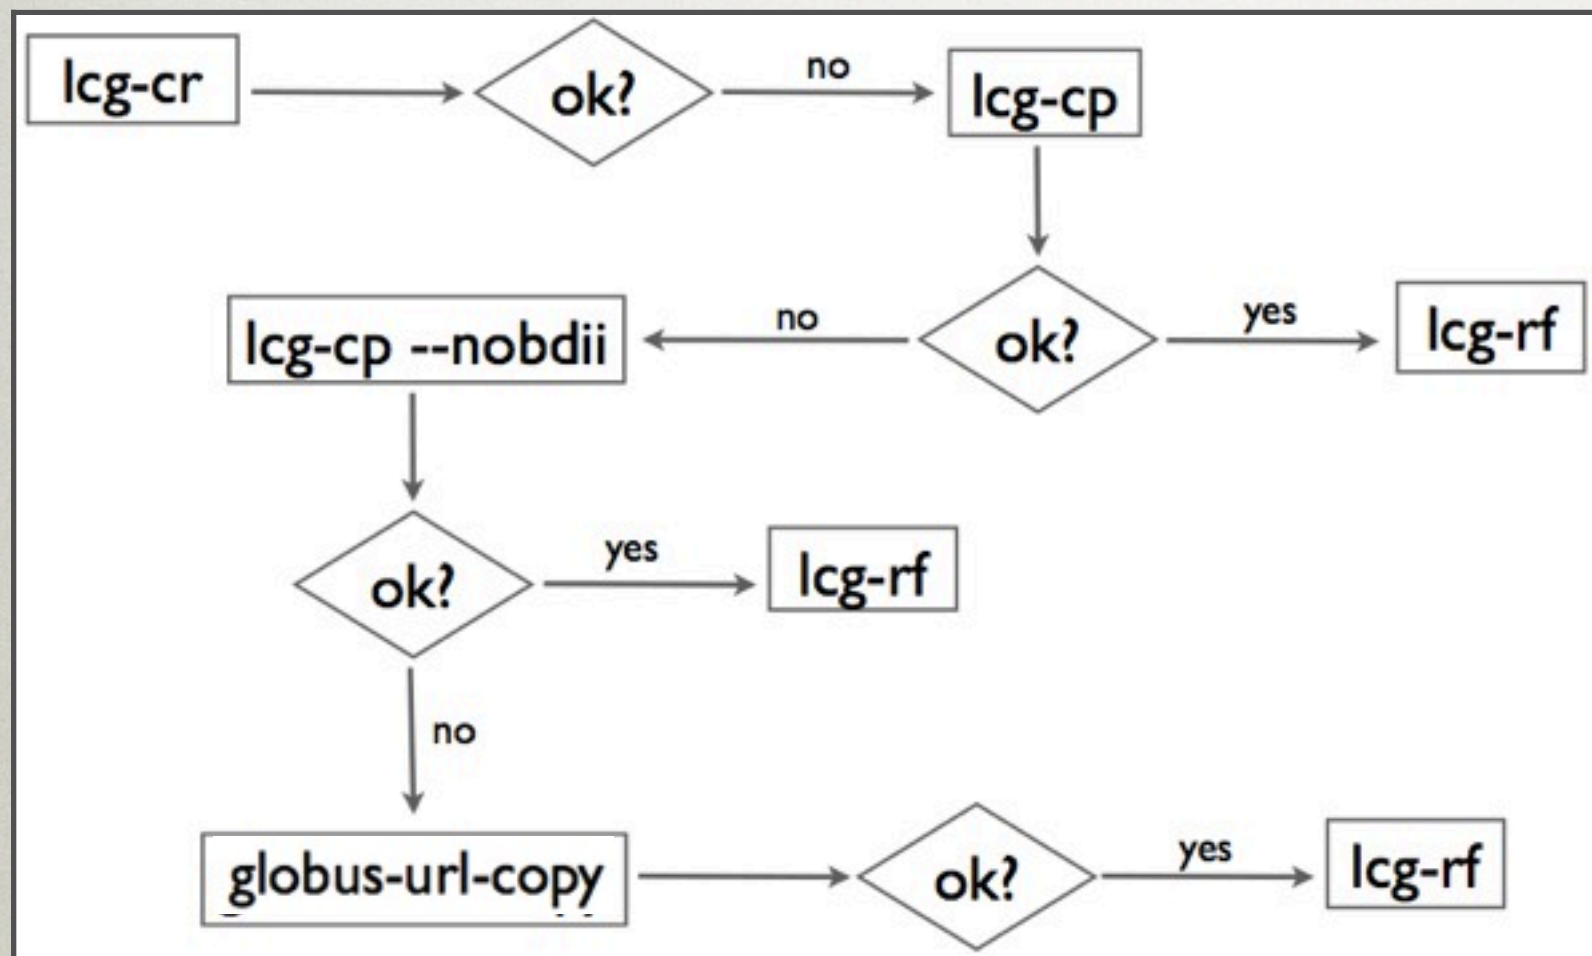 lcg-cr
ok?
no
lcg-cp
lcg-cp --nobdii
no
ok?
yes
lcg-rf
ok?
yes
lcg-rf
no
globus-url-copy
ok?
yes
lcg-rf